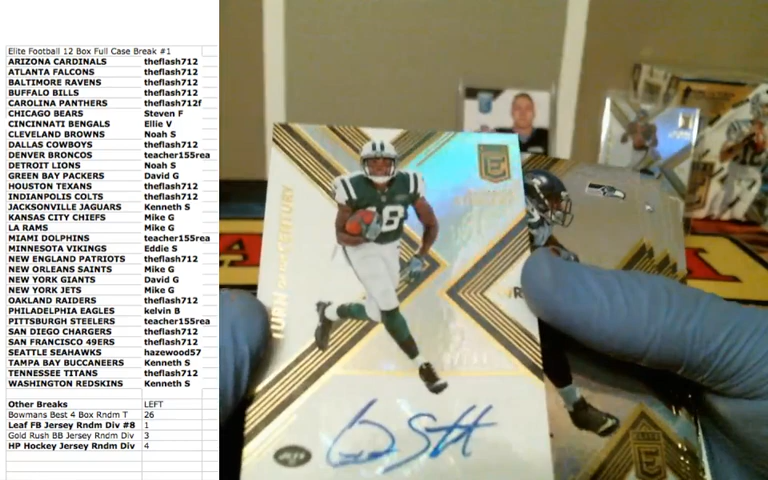 Elite Football 12 Box Full Case Break #1
ARIZONA CARDINALS theflash712
ATLANTA FALCONS theflash712
BALTIMORE RAVENS theflash712
BUFFALO BILLS theflash712
CAROLINA PANTHERS theflash712f
CHICAGO BEARS Steven F
CINCINNATI BENGALS Ellie V
CLEVELAND BROWNS Noah S
DALLAS COWBOYS theflash712
DENVER BRONCOS teacher155rea
DETROIT LIONS Noah S
GREEN BAY PACKERS David G
HOUSTON TEXANS theflash712
INDIANPOLIS COLTS theflash712
JACKSONVILLE JAGUARS Kenneth S
KANSAS CITY CHIEFS Mike G
LA RAMS Mike G
MIAMI DOLPHINS teacher155rea
MINNESOTA VIKINGS Eddie S
NEW ENGLAND PATRIOTS theflash712
NEW ORLEANS SAINTS Mike G
NEW YORK GIANTS David G
NEW YORK JETS Mike G
OAKLAND RAIDERS theflash712
PHILADELPHIA EAGLES kelvin B
PITTSBURGH STEELERS teacher155rea
SAN DIEGO CHARGERS theflash712
SAN FRANCISCO 49ERS theflash712
SEATTLE SEAHAWKS hazewood57
TAMPA BAY BUCCANEERS Kenneth S
TENNESSEE TITANS theflash712
WASHINGTON REDSKINS Kenneth S
Other Breaks LEFT
Bowmans Best 4 Box Rndm T 26
Leaf FB Jersey Rndm Div #8 1
Gold Rush BB Jersey Rndm Div 3
HP Hockey Jersey Rndm Div 4
TURN OF THE CENTURY
E
18
JETS
ELITE
E